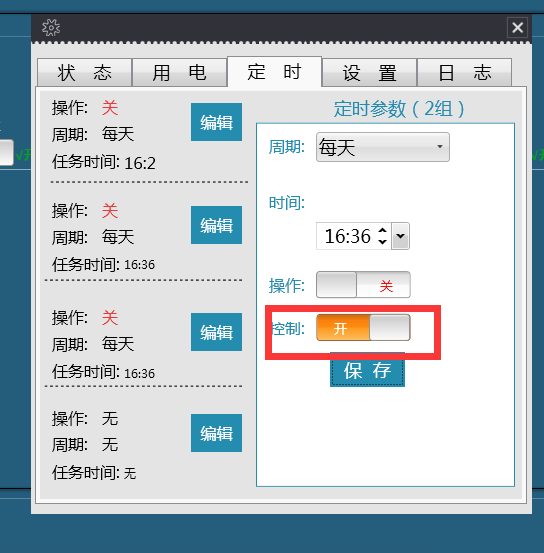 状 态
用 电
定 时
设 置
日 志
操作: 关
周期: 每天
任务时间: 16:2
编辑
操作: 关
周期: 每天
任务时间: 16:36
编辑
操作: 关
周期: 每天
任务时间: 16:36
编辑
操作: 无
周期: 无
任务时间: 无
编辑
定时参数(2组)
周期: 每天
时间:
16:36
操作: 关
控制: 开
保 存